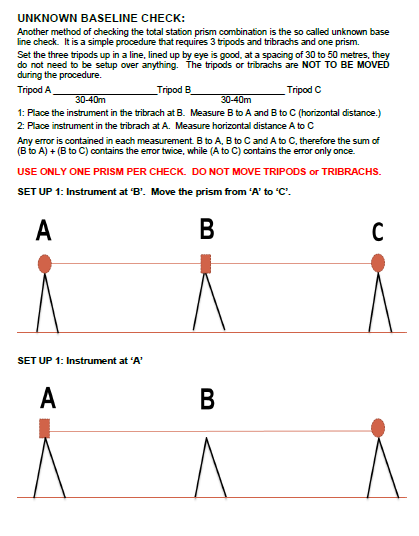 UNKNOWN BASELINE CHECK:
Another method of checking the total station prism combination is the so called unknown base
line check. It is a simple procedure that requires 3 tripods and tribrachs and one prism.
Set the three tripods up in a line, lined up by eye is good, at a spacing of 30 to 50 metres, they
do not need to be setup over anything. The tripods or tribrachs are NOT TO BE MOVED
during the procedure.
Tripod A ______________________Tripod B____________________ Tripod C
30-40m 30-40m
1: Place the instrument in the tribrach at B. Measure B to A and B to C (horizontal distance.)
2: Place instrument in the tribrach at A. Measure horizontal distance A to C
Any error is contained in each measurement. B to A, B to C and A to C, therefore the sum of
(B to A) + (B to C) contains the error twice, while (A to C) contains the error only once.
USE ONLY ONE PRISM PER CHECK. DO NOT MOVE TRIPODS or TRIBRACHS.
SET UP 1: Instrument at 'B'. Move the prism from 'A' to 'C'.
A B C
SET UP 1: Instrument at 'A'
A B